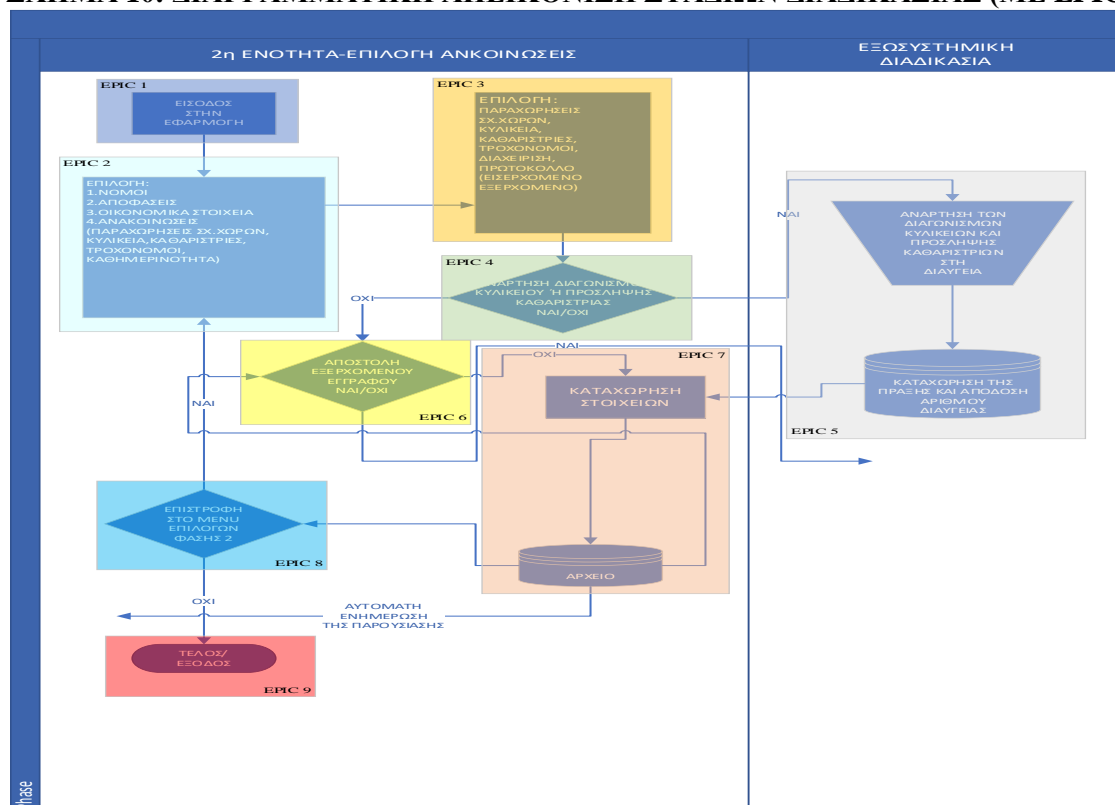 2η ΕΝΟΤΗΤΑ-ΕΠΙΛΟΓΗ ΑΝΚΟΙΝΩΣΕΙΣ
ΕΞΩΣΥΣΤΗΜΙΚΗ
ΔΙΑΔΙΚΑΣΙΑ
EPIC 1
ΕΙΣΟΔΟΣ
ΣΤΗΝ
ΕΦΑΡΜΟΓΗ
EPIC 3
ΕΠΙΛΟΓΗ:
ΠΑΡΑΧΩΡΗΣΕΙΣ
ΣΧ.ΧΩΡΩΝ,
ΚΥΛΙΚΕΙΑ,
ΚΑΘΑΡΙΣΤΡΙΕΣ,
ΤΡΟΧΟΝΟΜΟΙ,
ΔΙΑΧΕΙΡΙΣΗ,
ΠΡΩΤΟΚΟΛΛΟ
(ΕΙΣΕΡΧΟΜΕΝΟ
ΕΞΕΡΧΟΜΕΝΟ)
EPIC 2
ΕΠΙΛΟΓΗ:
1.ΝΟΜΟΙ
2.ΑΠΟΦΑΣΕΙΣ
3.ΟΙΚΟΝΟΜΙΚΑ ΣΤΟΙΧΕΙΑ
4.ΑΝΑΚΟΙΝΩΣΕΙΣ
(ΠΑΡΑΧΩΡΗΣΕΙΣ ΣΧ.ΧΩΡΩΝ,
ΚΥΛΙΚΕΙΑ,ΚΑΘΑΡΙΣΤΡΙΕΣ,
ΤΡΟΧΟΝΟΜΟΙ,
ΚΑΘΗΜΕΡΙΝΟΤΗΤΑ)
ΝΑΙ
ΑΝΑΡΤΗΣΗ ΤΩΝ
ΔΙΑΓΩΝΙΣΜΩΝ
ΚΥΛΙΚΕΙΩΝ ΚΑΙ
ΠΡΟΣΛΗΨΗΣ
ΚΑΘΑΡΙΣΤΡΙΩΝ
ΣΤΗ
ΔΙΑΥΓΕΙΑ
EPIC 4
ΑΝΑΡΤΗΣΗ ΔΙΑΓΩΝΙΣΜΟΥ
ΚΥΛΙΚΕΙΟΥ Ή ΠΡΟΣΛΗΨΗΣ
ΚΑΘΑΡΙΣΤΡΙΑΣ
ΝΑΙ/ΟΧΙ
ΟΧΙ
ΑΠΟΣΤΟΛΗ
ΕΞΕΡΧΟΜΕΝΟΥ
ΕΓΓΡΑΦΟΥ
ΝΑΙ/ΟΧΙ
EPIC 6
ΝΑΙ
ΟΧΙ
EPIC 7
ΚΑΤΑΧΩΡΗΣΗ
ΣΤΟΙΧΕΙΩΝ
ΚΑΤΑΧΩΡΗΣΗ ΤΗΣ
ΠΡΑΞΗΣ ΚΑΙ ΑΠΟΔΟΣΗ
ΑΡΙΘΜΟΥ
ΔΙΑΥΓΕΙΑΣ
EPIC 5
ΝΑΙ
ΕΠΙΣΤΡΟΦΗ
ΣΤΟ MENU
ΕΠΙΛΟΓΩΝ
ΦΑΣΗΣ 2
EPIC 8
ΑΡΧΕΙΟ
ΟΧΙ
ΑΥΤΟΜΑΤΗ
ΕΝΗΜΕΡΩΣΗ
ΤΗΣ ΠΑΡΟΥΣΙΑΣΗΣ
ΤΕΛΟΣ/
ΕΞΟΔΟΣ
EPIC 9